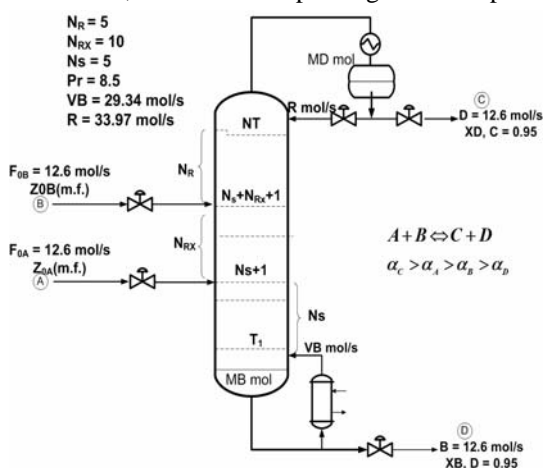 N_R = 5
N_RX = 10
Ns = 5
Pr = 8.5
VB = 29.34 mol/s
R = 33.97 mol/s
MD mol
R mol/s
C
D = 12.6 mol/s
XD, C = 0.95
NT
N_R
F_0B = 12.6 mol/s
Z0B(m.f.)
B
N_s+N_Rx+1
N_RX
F_0A = 12.6 mol/s
Z_0A(m.f.)
A
Ns+1
A + B ⇔ C + D
α_C > α_A > α_B > α_D
Ns
T_1
VB mol/s
MB mol
D
B = 12.6 mol/s
XB, D = 0.95